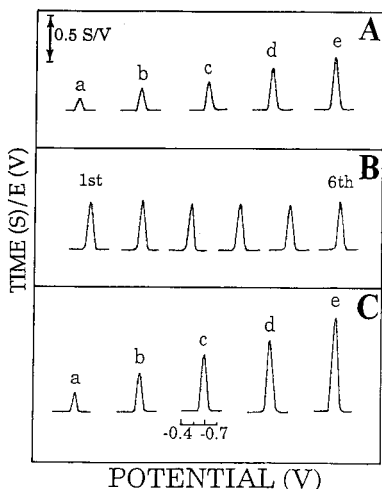 A
0.5 S/V
a b c d e
B
1st 6th
C
a b c d e
-0.4 -0.7
TIME (S)/E (V)
POTENTIAL (V)